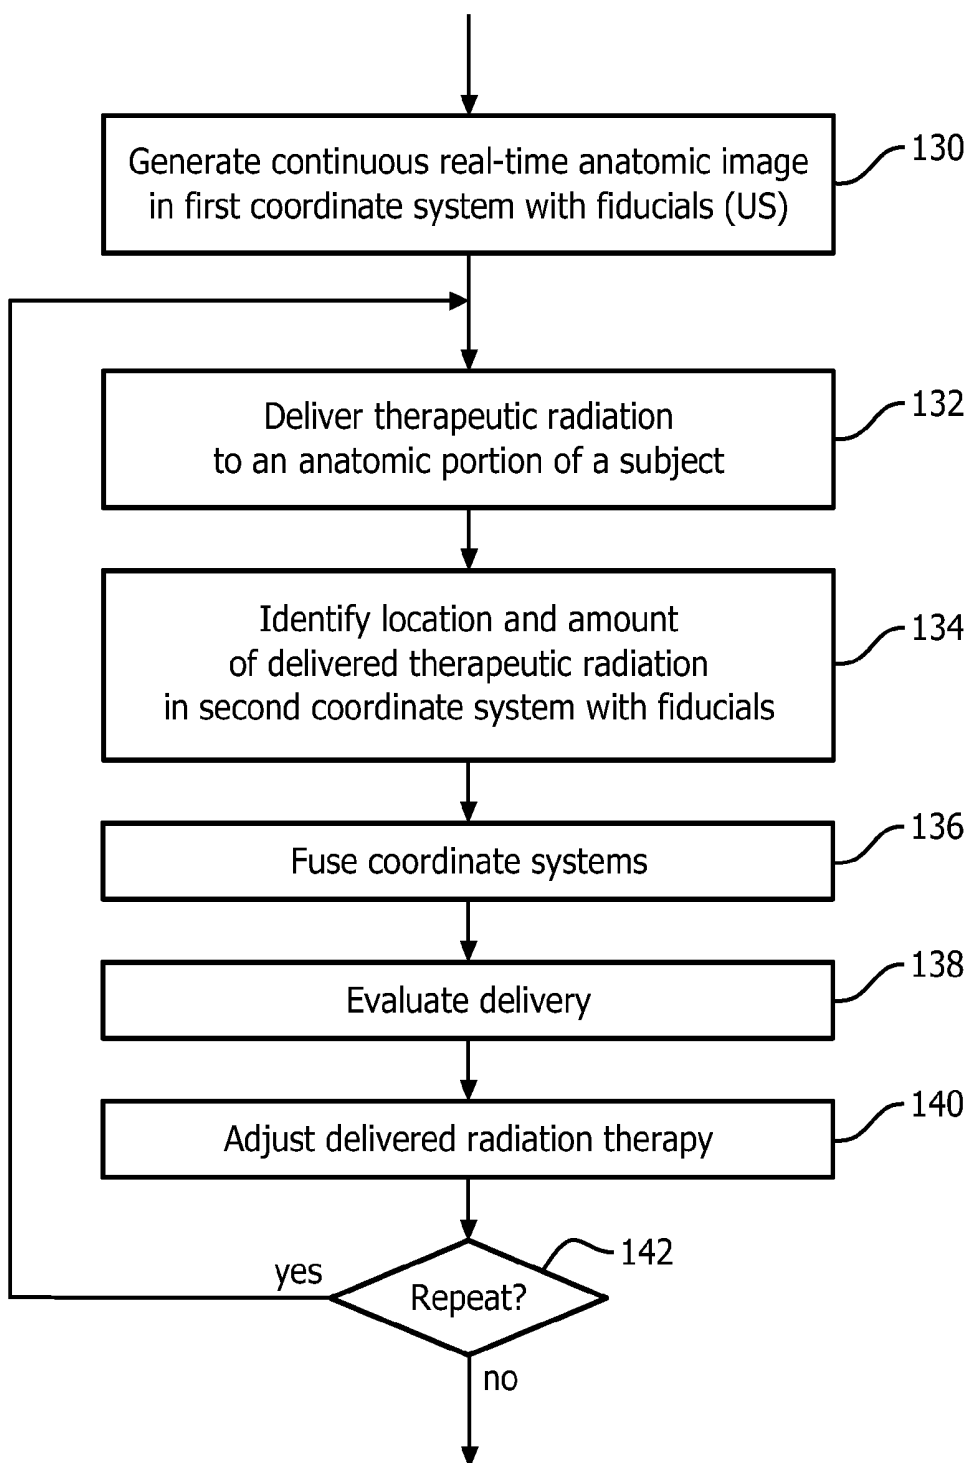 Generate continuous real-time anatomic image
in first coordinate system with fiducials (US)
130
Deliver therapeutic radiation
to an anatomic portion of a subject
132
Identify location and amount
of delivered therapeutic radiation
in second coordinate system with fiducials
134
Fuse coordinate systems
136
Evaluate delivery
138
Adjust delivered radiation therapy
140
yes
Repeat?
142
no